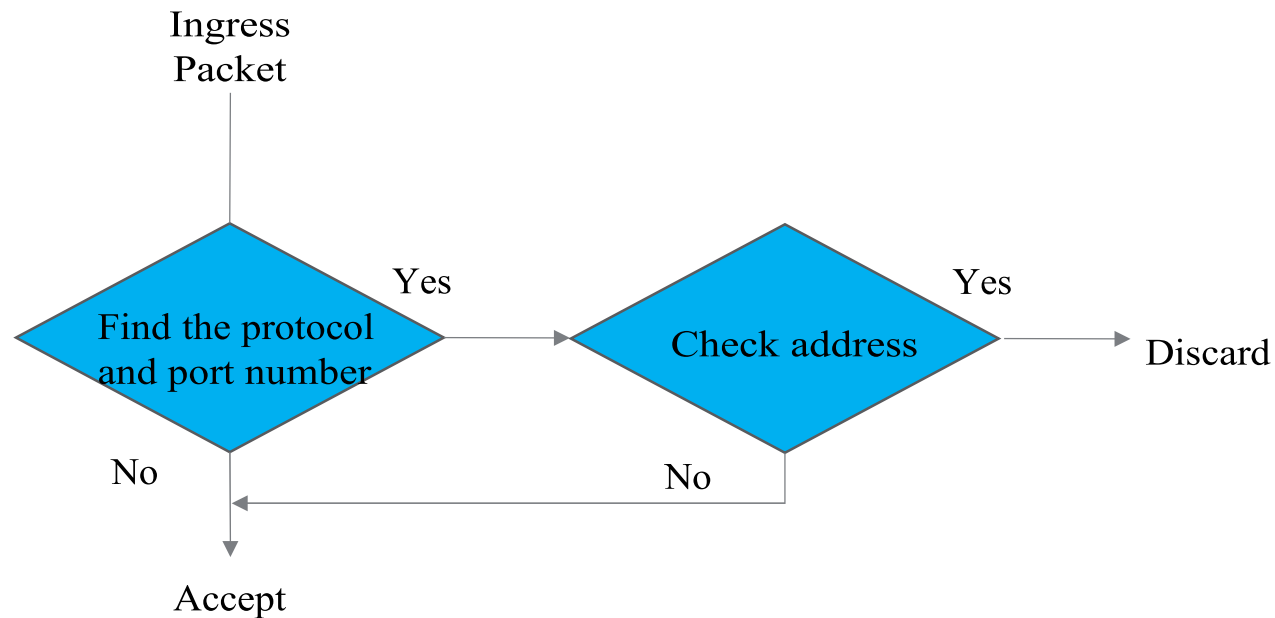 Ingress
Packet
Yes
Yes
Find the protocol
and port number
Check address
Discard
No
No
Accept